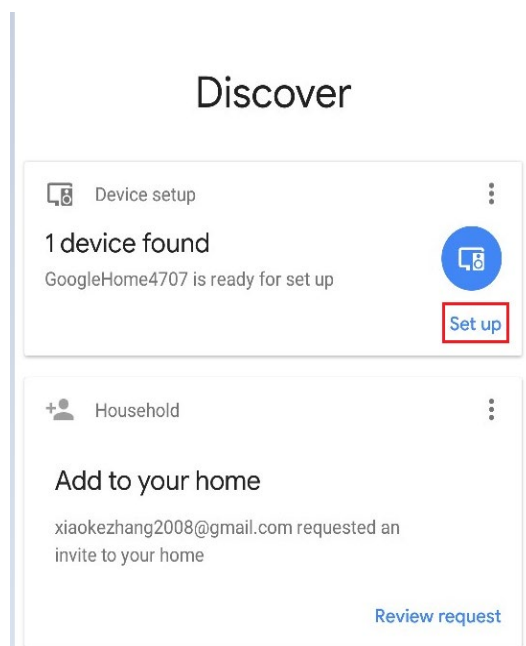 Discover
Device setup
1 device found
GoogleHome4707 is ready for set up
Set up
Household
Add to your home
xiaokezhang2008@gmail.com requested an
invite to your home
Review request